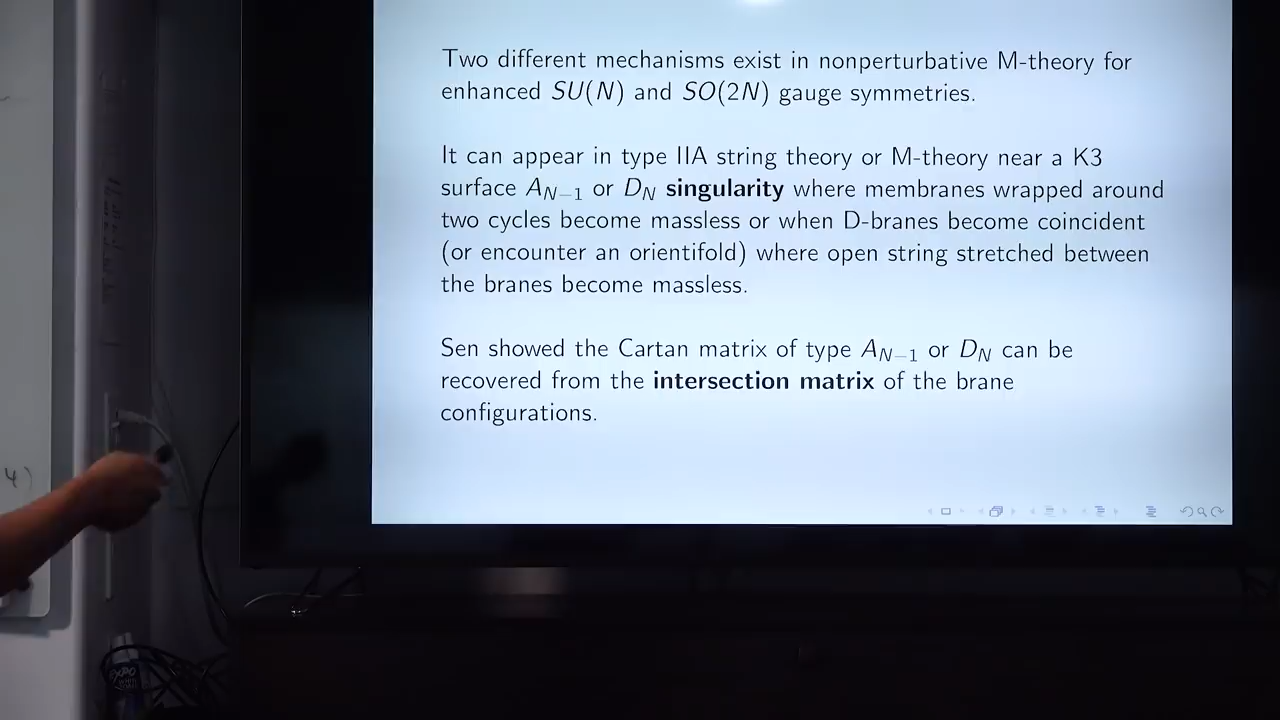 Two different mechanisms exist in nonperturbative M-theory for
enhanced SU(N) and SO(2N) gauge symmetries.
It can appear in type IIA string theory or M-theory near a K3
surface A_{N−1} or D_N singularity where membranes wrapped around
two cycles become massless or when D-branes become coincident
(or encounter an orientifold) where open string stretched between
the branes become massless.
Sen showed the Cartan matrix of type A_{N−1} or D_N can be
recovered from the intersection matrix of the brane
configurations.
4)
EXPO